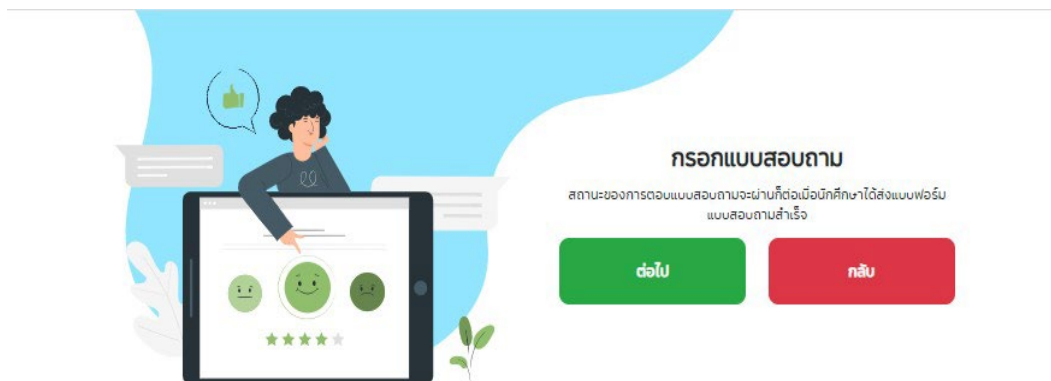 กรอกแบบสอบถาม
สถานะของการตอบแบบสอบถามจะผ่านก็ต่อเมื่อนักศึกษาได้ส่งแบบฟอร์ม
แบบสอบถามสำเร็จ
ต่อไป
กลับ